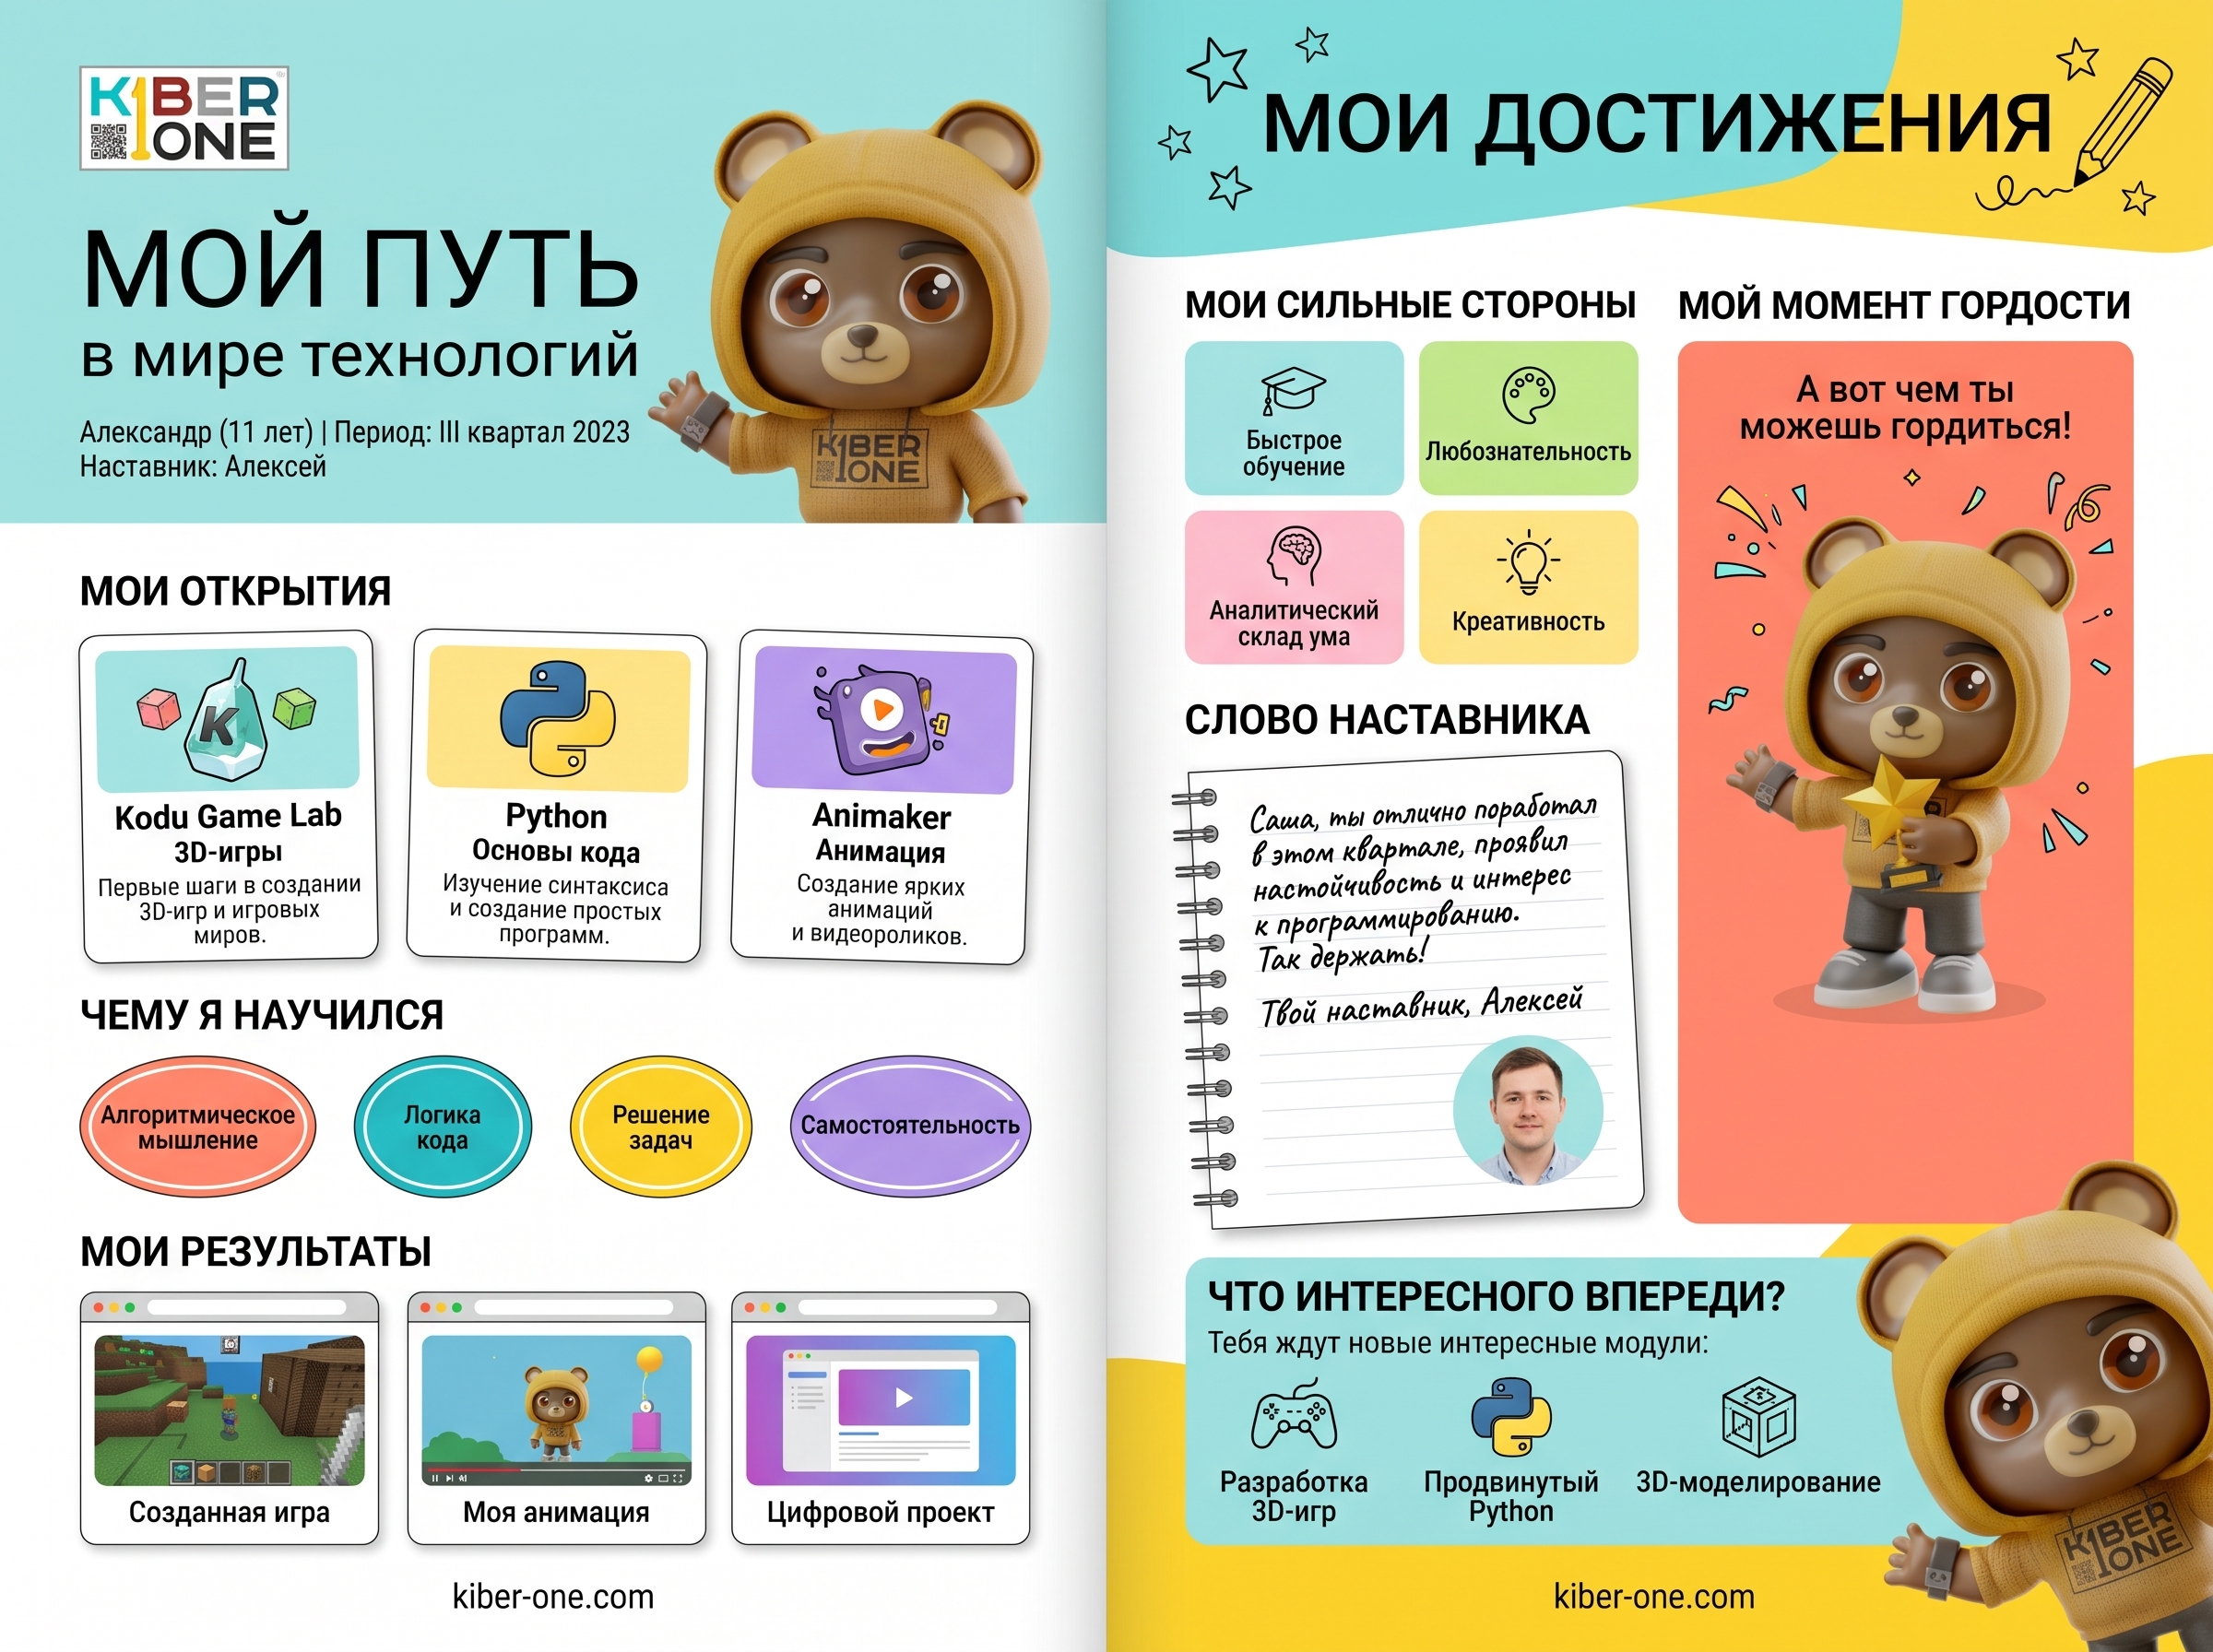 KIBER
ONE
МОЙ ПУТЬ
в мире технологий
Александр (11 лет) | Период: III квартал 2023
Наставник: Алексей
KIBER
ONE
МОИ ОТКРЫТИЯ
K
Kodu Game Lab
3D-игры
Первые шаги в создании
3D-игр и игровых
миров.
Python
Основы кода
Изучение синтаксиса
и создание простых
программ.
Animaker
Анимация
Создание ярких
анимаций
и видеороликов.
ЧЕМУ Я НАУЧИЛСЯ
Алгоритмическое
мышление
Логика
кода
Решение
задач
Самостоятельность
МОИ РЕЗУЛЬТАТЫ
Созданная игра
Моя анимация
Цифровой проект
kiber-one.com
МОИ ДОСТИЖЕНИЯ
МОИ СИЛЬНЫЕ СТОРОНЫ
Быстрое
обучение
Любознательность
Аналитический
склад ума
Креативность
МОЙ МОМЕНТ ГОРДОСТИ
А вот чем ты
можешь гордиться!
СЛОВО НАСТАВНИКА
Саша, ты отлично поработал
в этом квартале, проявил
настойчивость и интерес
к программированию.
Так держать!
Твой наставник, Алексей
ЧТО ИНТЕРЕСНОГО ВПЕРЕДИ?
Тебя ждут новые интересные модули:
Разработка
3D-игр
Продвинутый
Python
3D-моделирование
KIBER
ONE
kiber-one.com